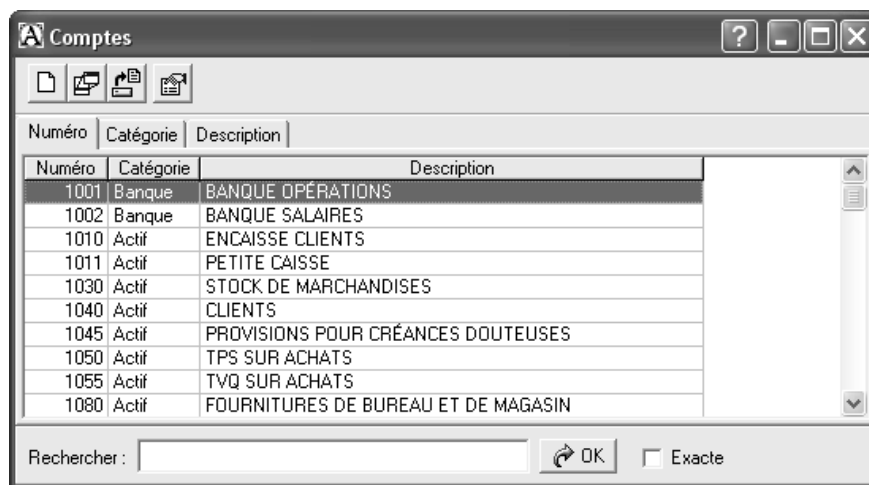 Comptes
Numéro Catégorie Description
Numéro Catégorie Description
1001 Banque BANQUE OPÉRATIONS
1002 Banque BANQUE SALAIRES
1010 Actif ENCAISSE CLIENTS
1011 Actif PETITE CAISSE
1030 Actif STOCK DE MARCHANDISES
1040 Actif CLIENTS
1045 Actif PROVISIONS POUR CRÉANCES DOUTEUSES
1050 Actif TPS SUR ACHATS
1055 Actif TVQ SUR ACHATS
1080 Actif FOURNITURES DE BUREAU ET DE MAGASIN
Rechercher : OK Exacte